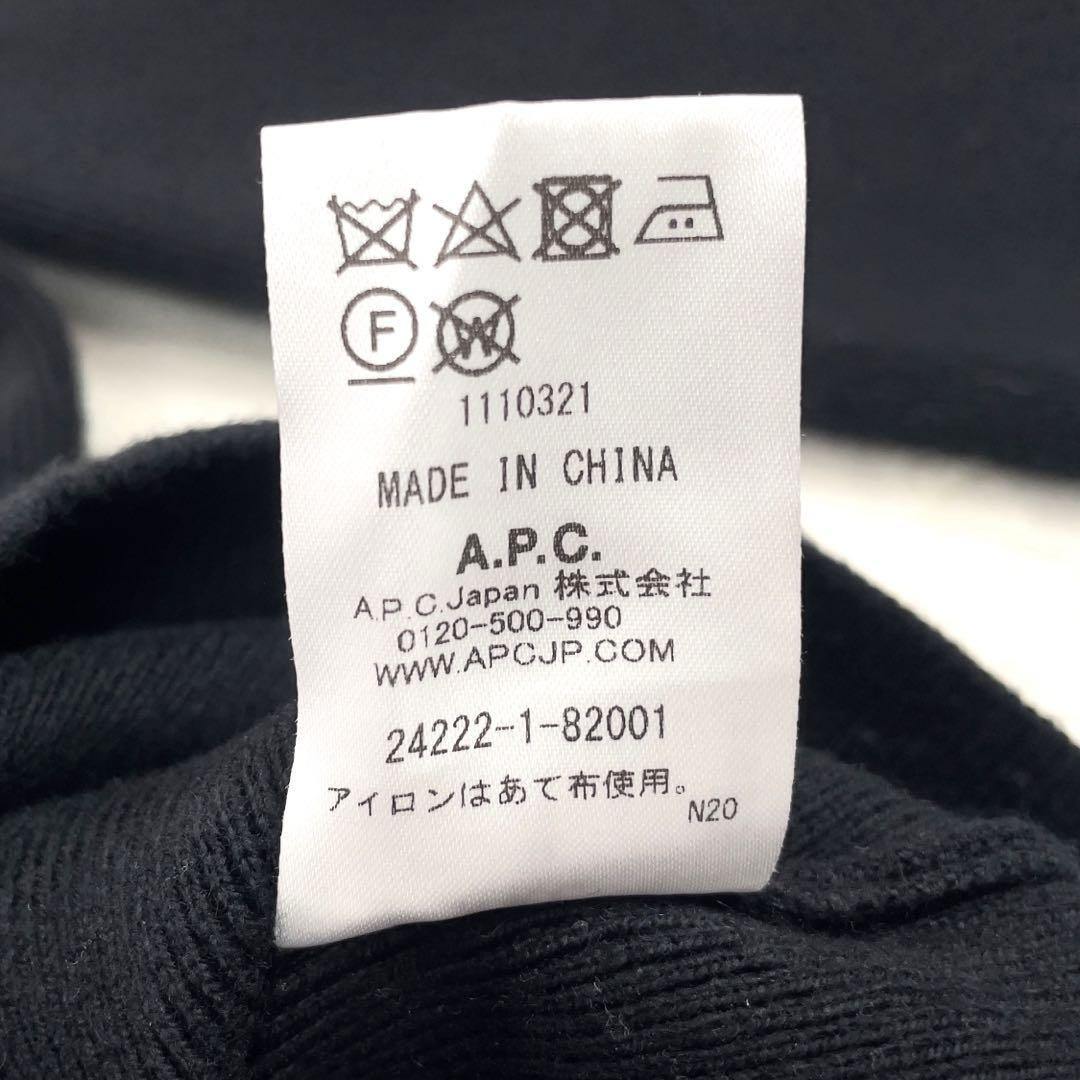 F W
1110321
MADE IN CHINA
A.P.C.
A.P.C.Japan 株式会社
0120-500-990
WWW.APCJP.COM
24222-1-82001
アイロンはあて布使用。
N20